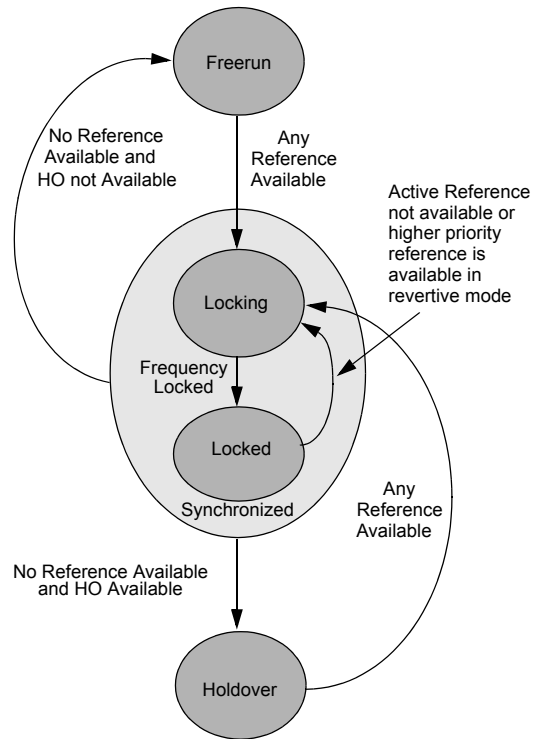 Freerun
No Reference
Available and
HO not Available
Any
Reference
Available
Active Reference
not available or
higher priority
reference is
available in
revertive mode
Locking
Frequency
Locked
Locked
Synchronized
Any
Reference
Available
No Reference Available
and HO Available
Holdover